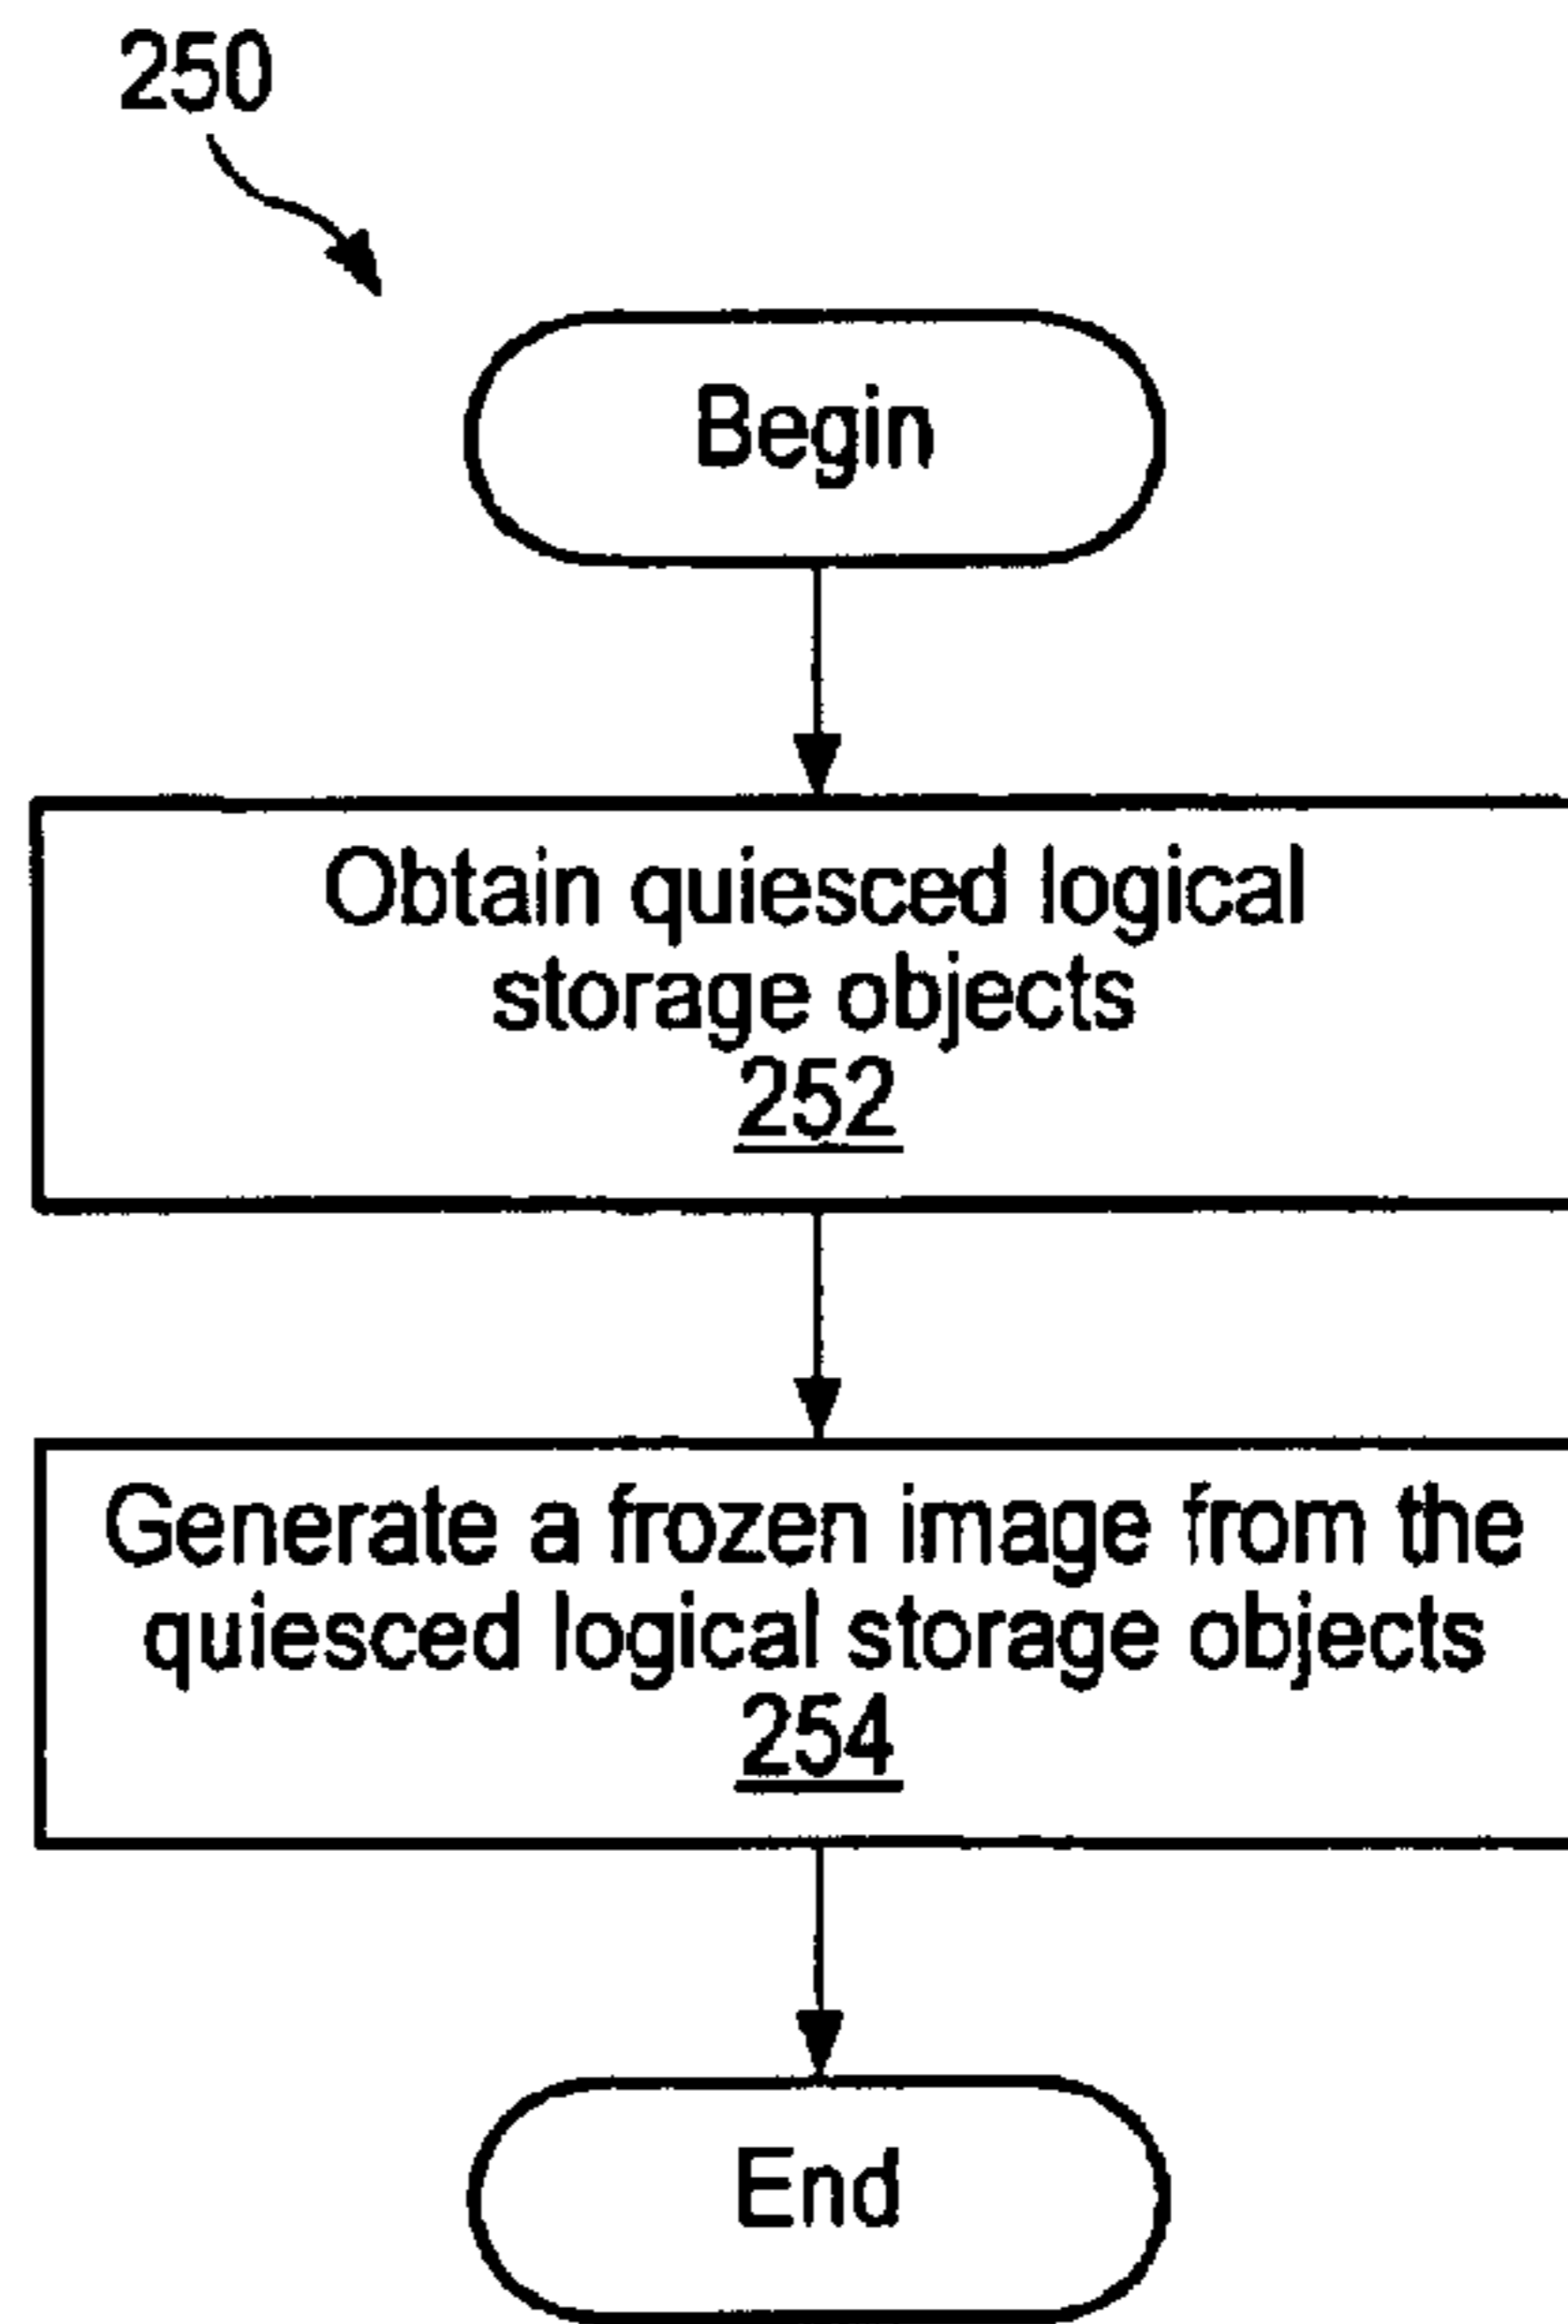 250
Begin
Obtain quiesced logical
storage objects
252
Generate a frozen image from the
quiesced logical storage objects
254
End